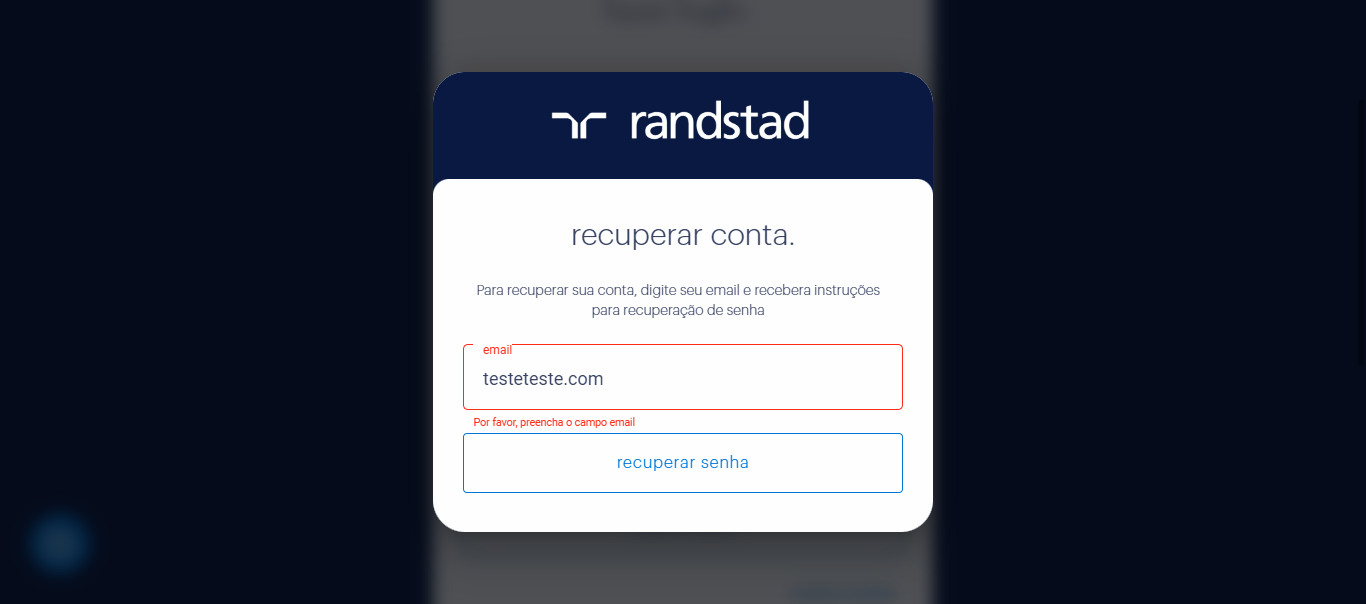 randstad
recuperar conta.
Para recuperar sua conta, digite seu email e recebera instruções
para recuperação de senha
email
testeteste.com
Por favor, preencha o campo email
recuperar senha